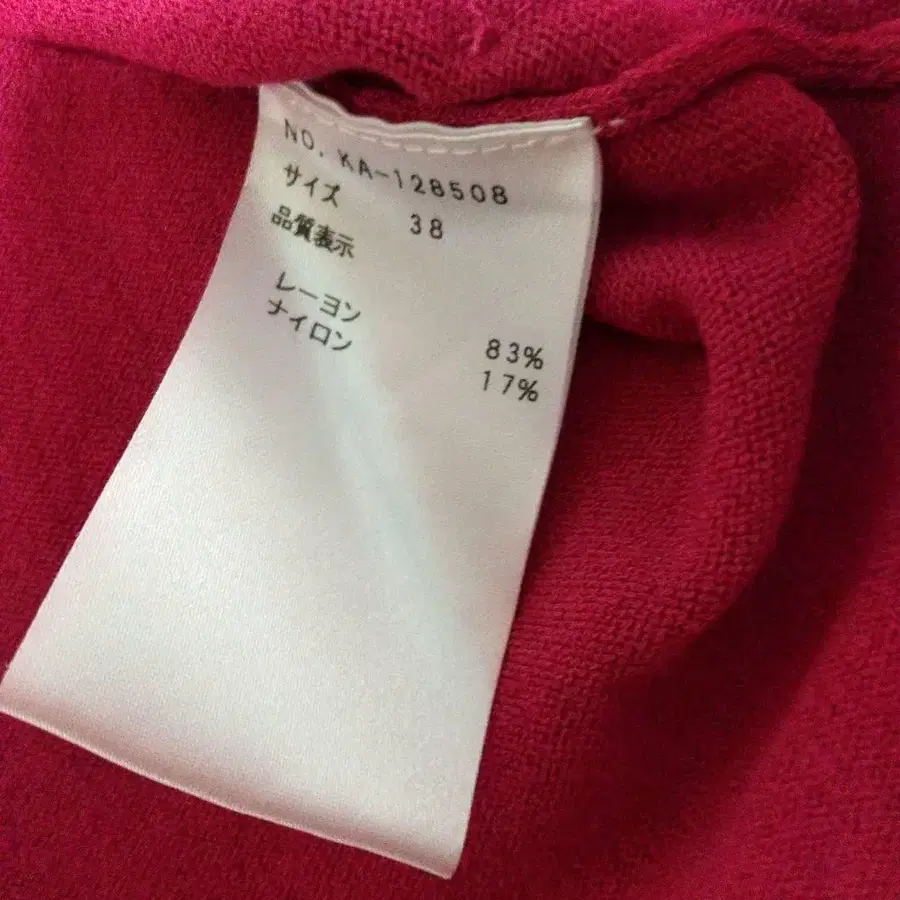 NO. KA-128508
サイズ 38
品質表示
レーヨン 83%
ナイロン 17%